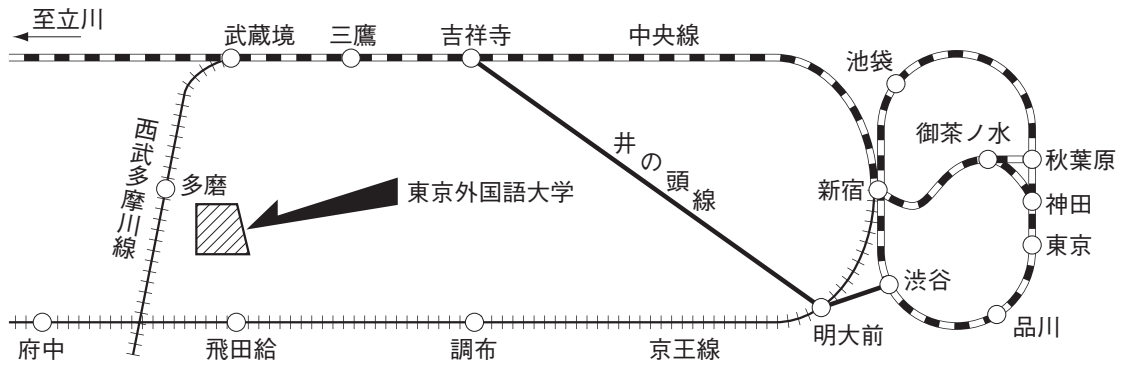 至立川
武蔵境
三鷹
吉祥寺
中央線
池袋
御茶ノ水
秋葉原
西武多摩川線
多磨
東京外国語大学
井の頭線
新宿
神田
東京
渋谷
品川
明大前
府中
飛田給
調布
京王線